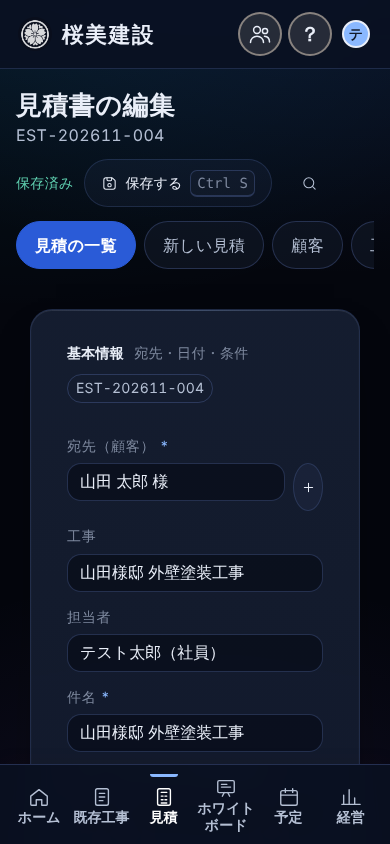 桜美建設
?
テ
見積書の編集
EST-202611-004
保存済み
保存する Ctrl S
見積の一覧
新しい見積
顧客
基本情報 宛先・日付・条件
EST-202611-004
宛先（顧客） *
山田 太郎 様
+
工事
山田様邸 外壁塗装工事
担当者
テスト太郎（社員）
件名 *
山田様邸 外壁塗装工事
ホーム
既存工事
見積
ホワイト
ボード
予定
経営